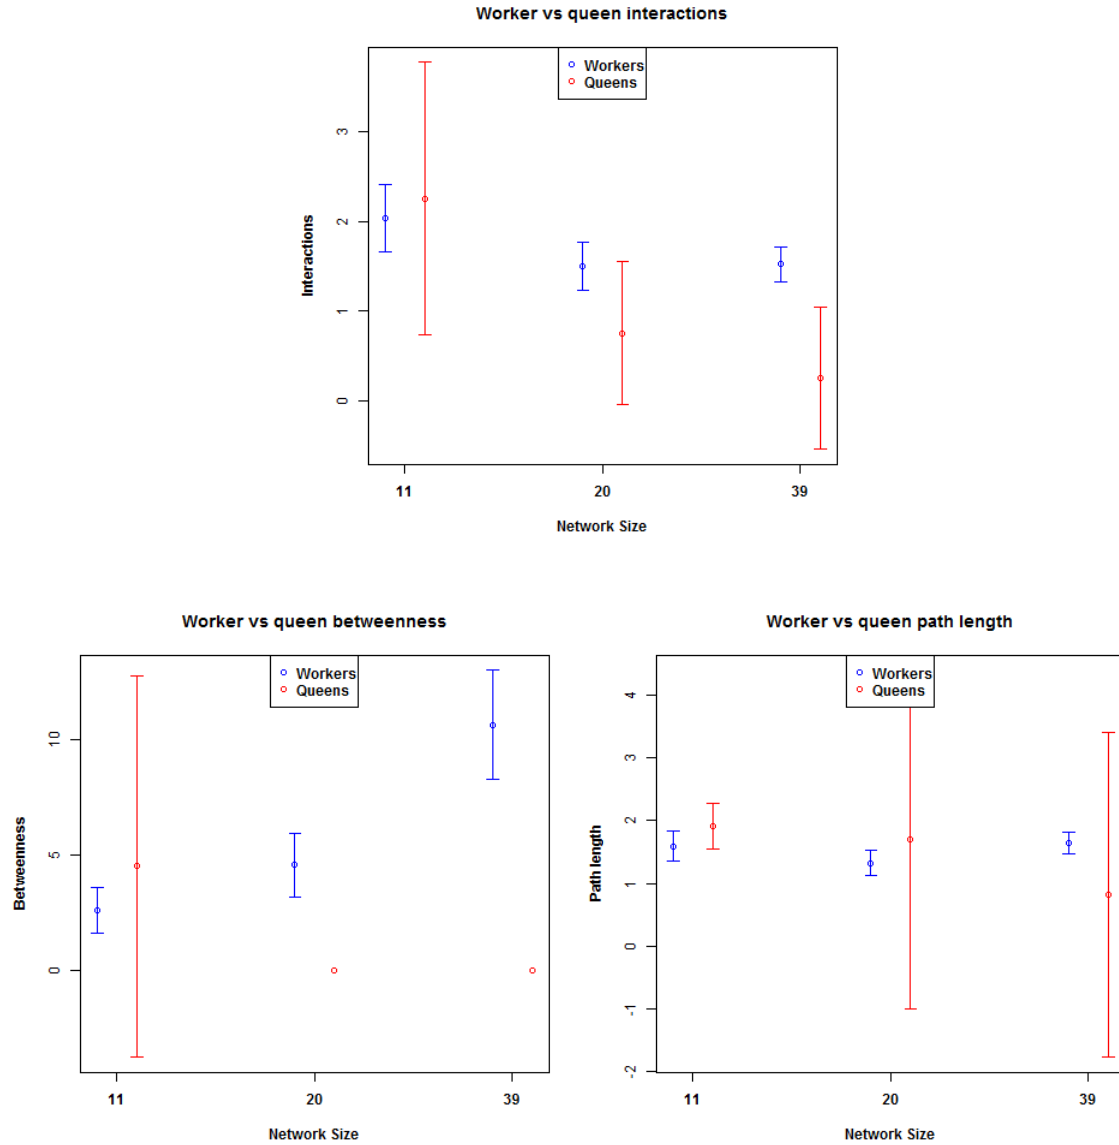 Worker vs queen interactions
Workers
Queens
3
2
1
0
Interactions
11 20 39
Network Size
Worker vs queen betweenness
Workers
Queens
10
5
0
Betweenness
11 20 39
Network Size
Worker vs queen path length
Workers
Queens
4
3
2
1
0
-1
-2
Path length
11 20 39
Network Size